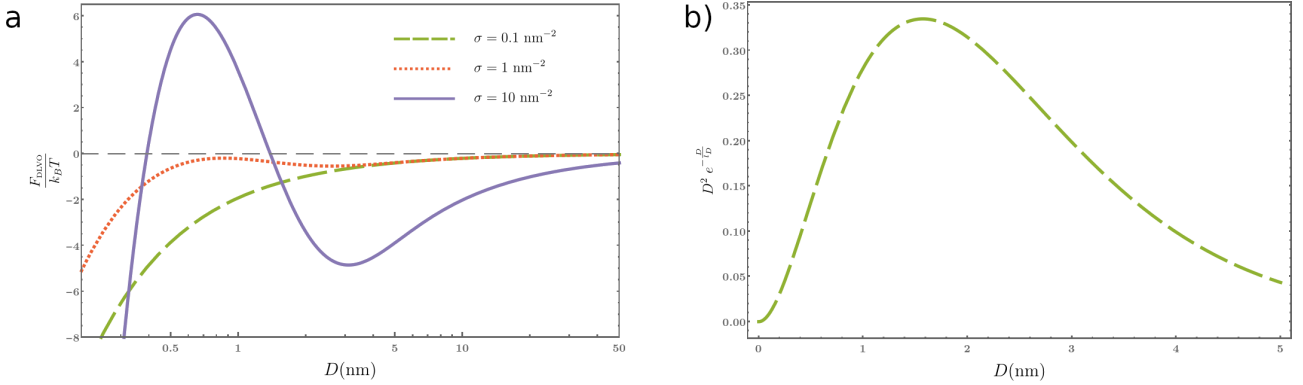 a
6
4
2
0
−2
−4
−6
−8
F_DLVO
k_BT
σ = 0.1 nm⁻²
σ = 1 nm⁻²
σ = 10 nm⁻²
0.5 1 5 10 50
D(nm)
b)
0.35
0.30
0.25
0.20
0.15
0.10
0.05
0.00
D² e^{−D/l_D}
0 1 2 3 4 5
D(nm)